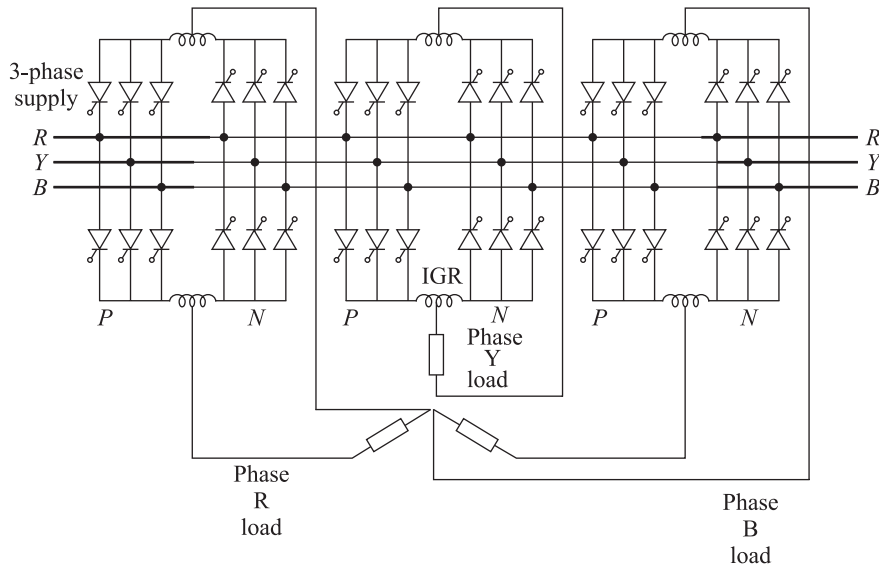 3-phase
supply
R R
Y Y
B B
IGR
P N P N P N
Phase
Y
load
Phase
R
load
Phase
B
load